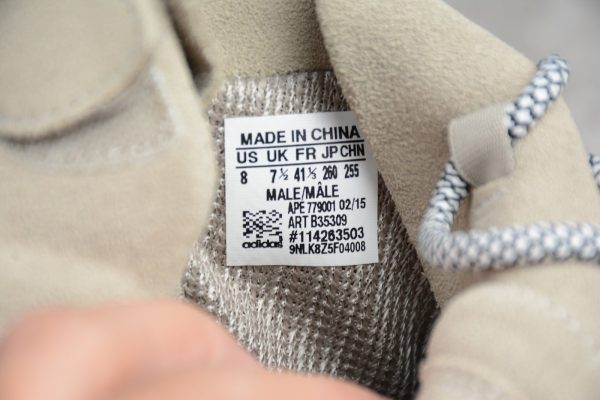 MADE IN CHINA
US UK FR JP CHN
8 7½ 41⅓ 260 255
MALE/MÂLE
APE 779001 02/15
ART B35309
#114263503
adidas 9NLK8Z5F04008